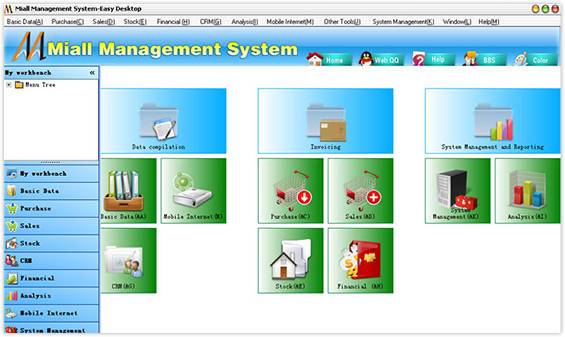 Miall Management System-Easy Desktop
Basic Data(A) Purchase(C) Sales(D) Stock(E) Financial (H) CRM(G) Analysis(I) Mobile Internet(M) Other Tools(J) System Management(K) Window(L) Help(M)
Miall Management System
Home Web QQ Help BBS Color
My workbench «
Menu Tree
My workbench
Basic Data
Purchase
Sales
Stock
CRM
Financial
Analysis
Mobile Internet
System Management
Data compilation Invoicing System Management and Reporting
Basic Data(AA) Mobile Internet(M) Purchase(AC) Sales(AD) System Management(AK) Analysis(AI)
CRM(AG) Stock(AE) Financial (AH)